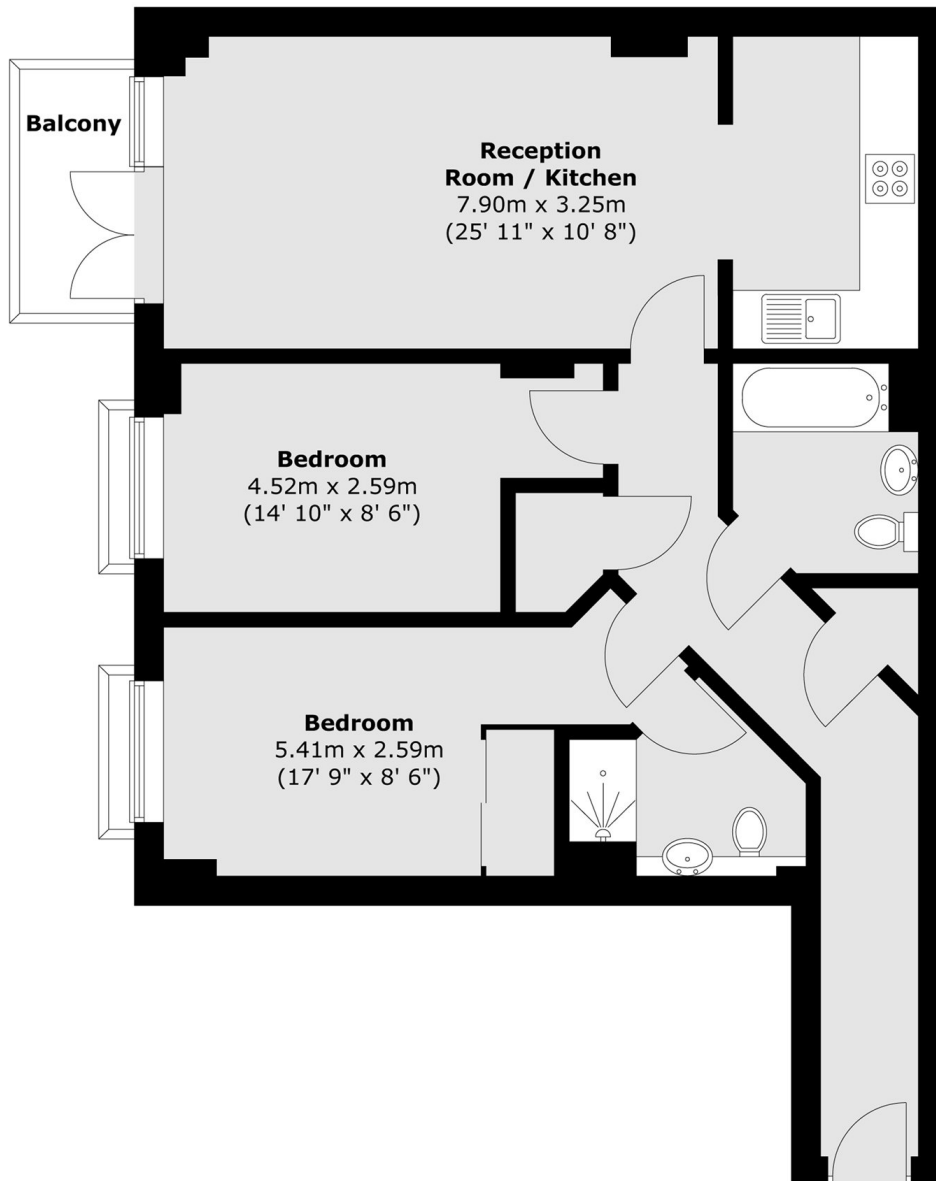 Balcony
Reception
Room / Kitchen
7.90m x 3.25m
(25' 11" x 10' 8")
Bedroom
4.52m x 2.59m
(14' 10" x 8' 6")
Bedroom
5.41m x 2.59m
(17' 9" x 8' 6")